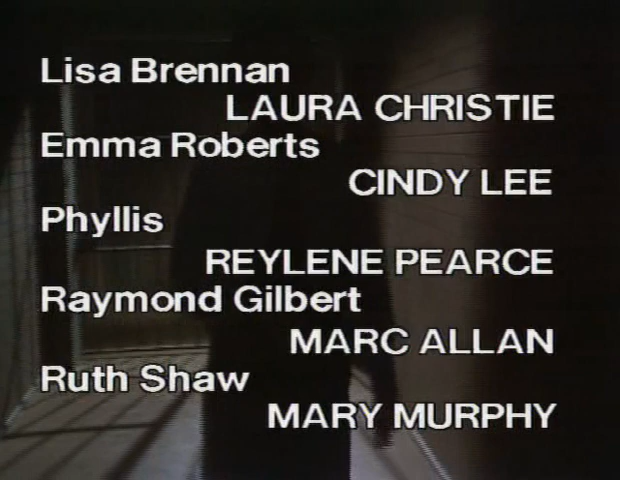 Lisa Brennan
LAURA CHRISTIE
Emma Roberts
CINDY LEE
Phyllis
REYLENE PEARCE
Raymond Gilbert
MARC ALLAN
Ruth Shaw
MARY MURPHY